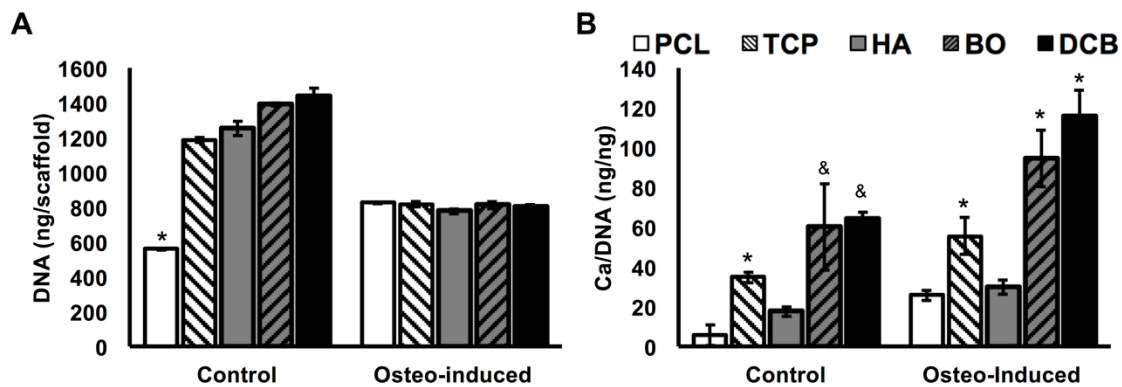 A
DNA (ng/scaffold)
1600
1400
1200
1000
800
600
400
200
0
*
Control
Osteo-induced
B
PCL TCP HA BO DCB
Ca/DNA (ng/ng)
140
120
100
80
60
40
20
0
*
&
&
*
*
*
Control
Osteo-Induced